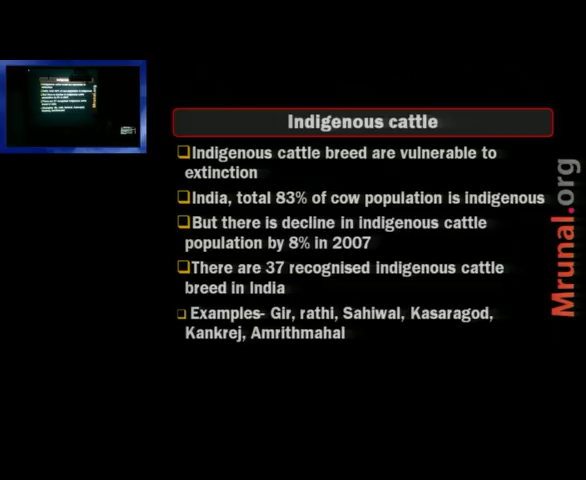 Indigenous cattle
Indigenous cattle breed are vulnerable to
extinction
India, total 83% of cow population is indigenous
But there is decline in indigenous cattle
population by 8% in 2007
There are 37 recognised indigenous cattle
breed in India
Examples- Gir, rathi, Sahiwal, Kasaragod,
Kankrej, Amrithmahal
Mrunal.org